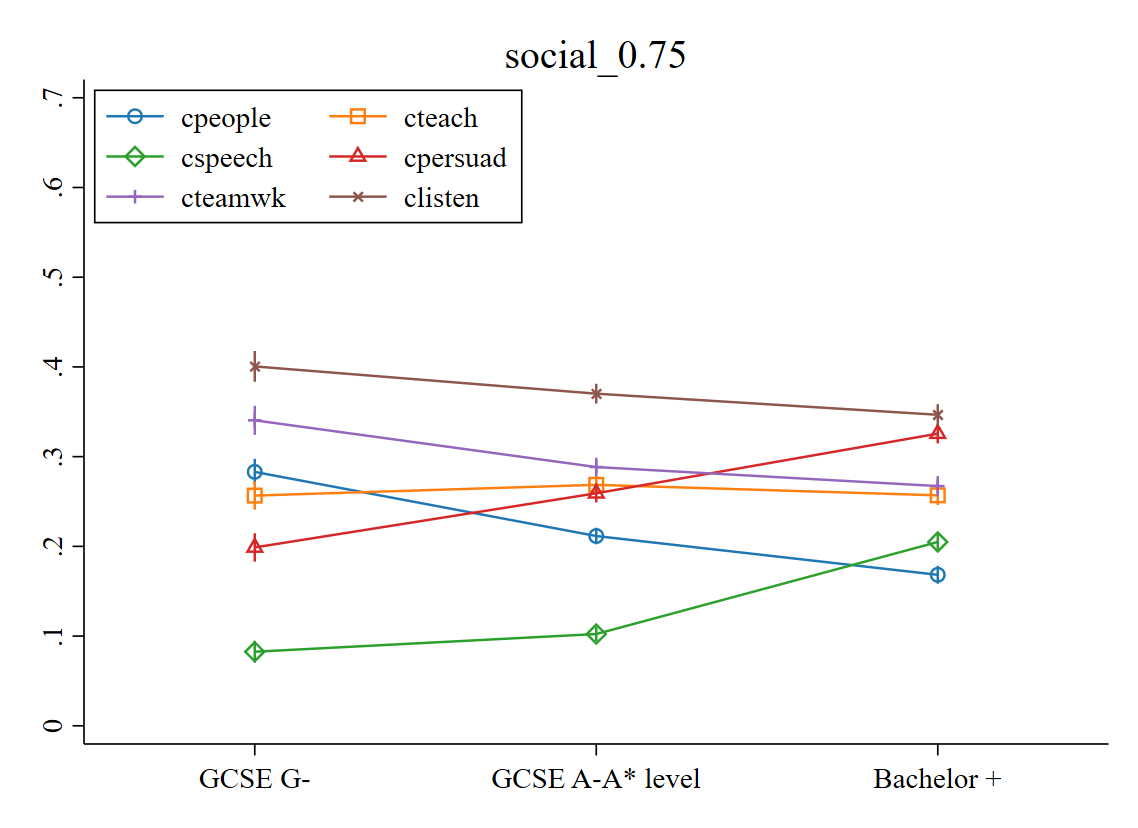 social_0.75
cpeople cteach
cspeech cpersuad
cteamwk clisten
.7
.6
.5
.4
.3
.2
.1
0
GCSE G- GCSE A-A* level Bachelor +